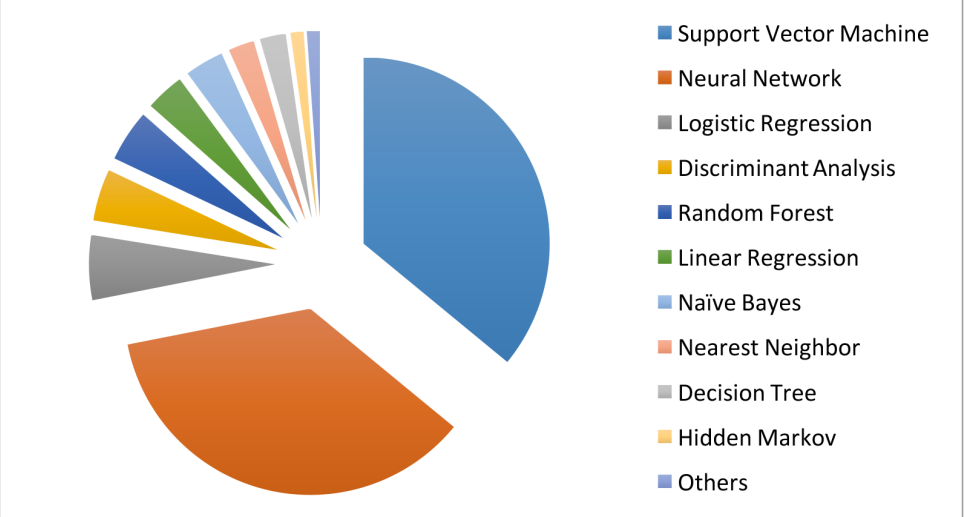 Support Vector Machine
Neural Network
Logistic Regression
Discriminant Analysis
Random Forest
Linear Regression
Naïve Bayes
Nearest Neighbor
Decision Tree
Hidden Markov
Others